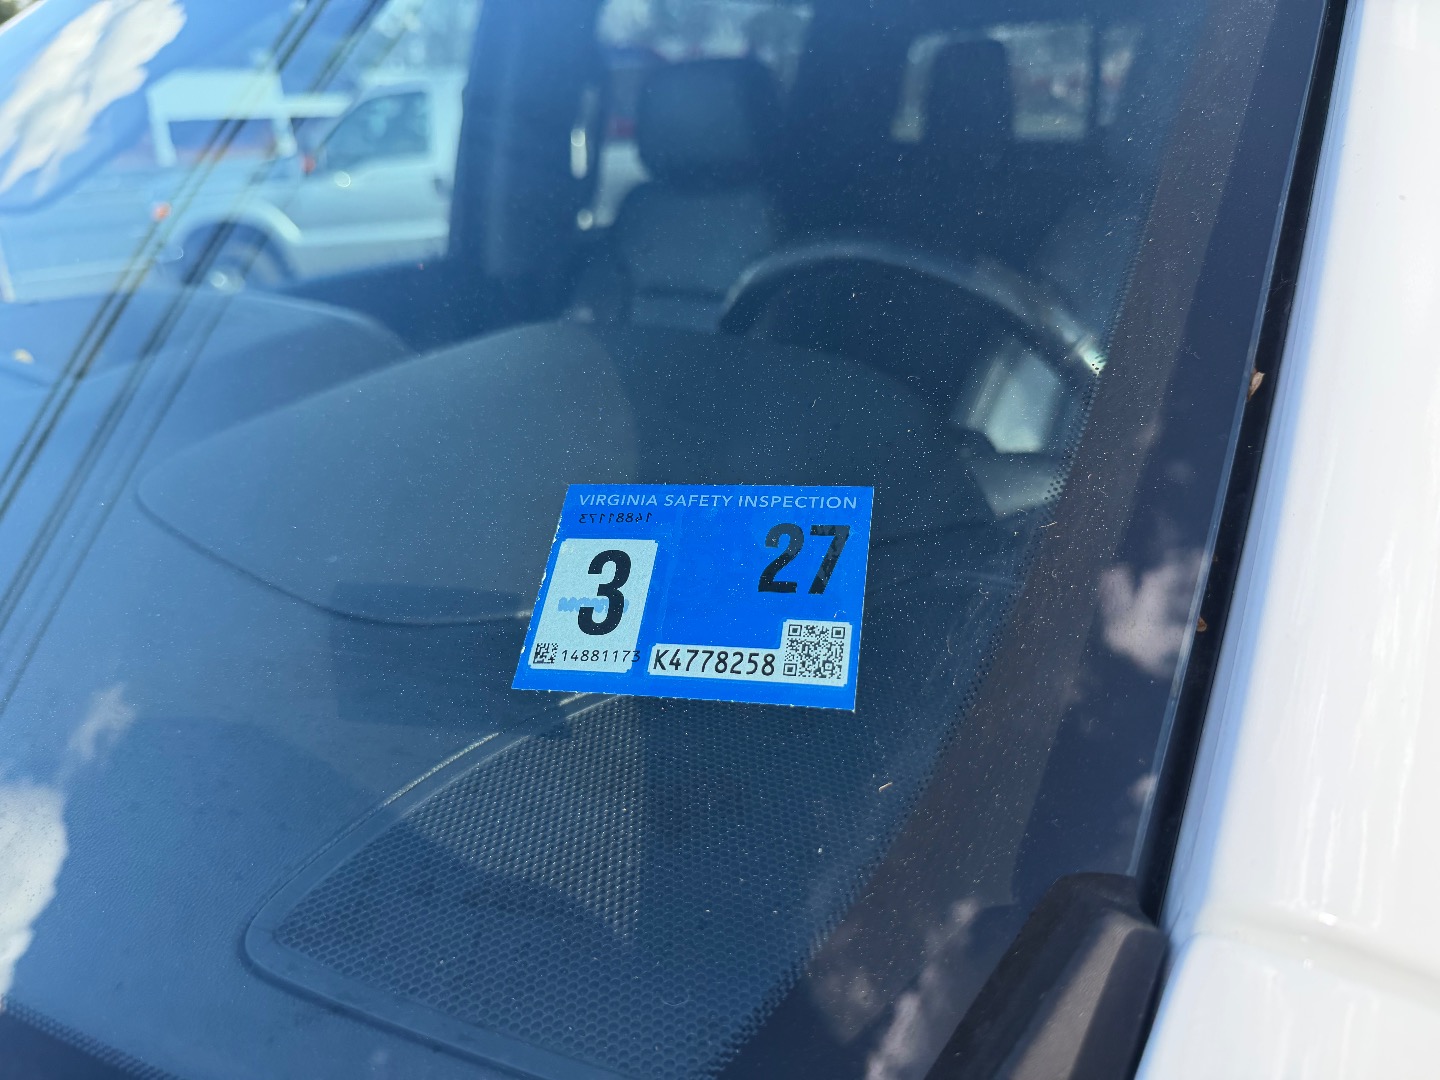 VIRGINIA SAFETY INSPECTION
14881173
3
27
14881173
K4778258